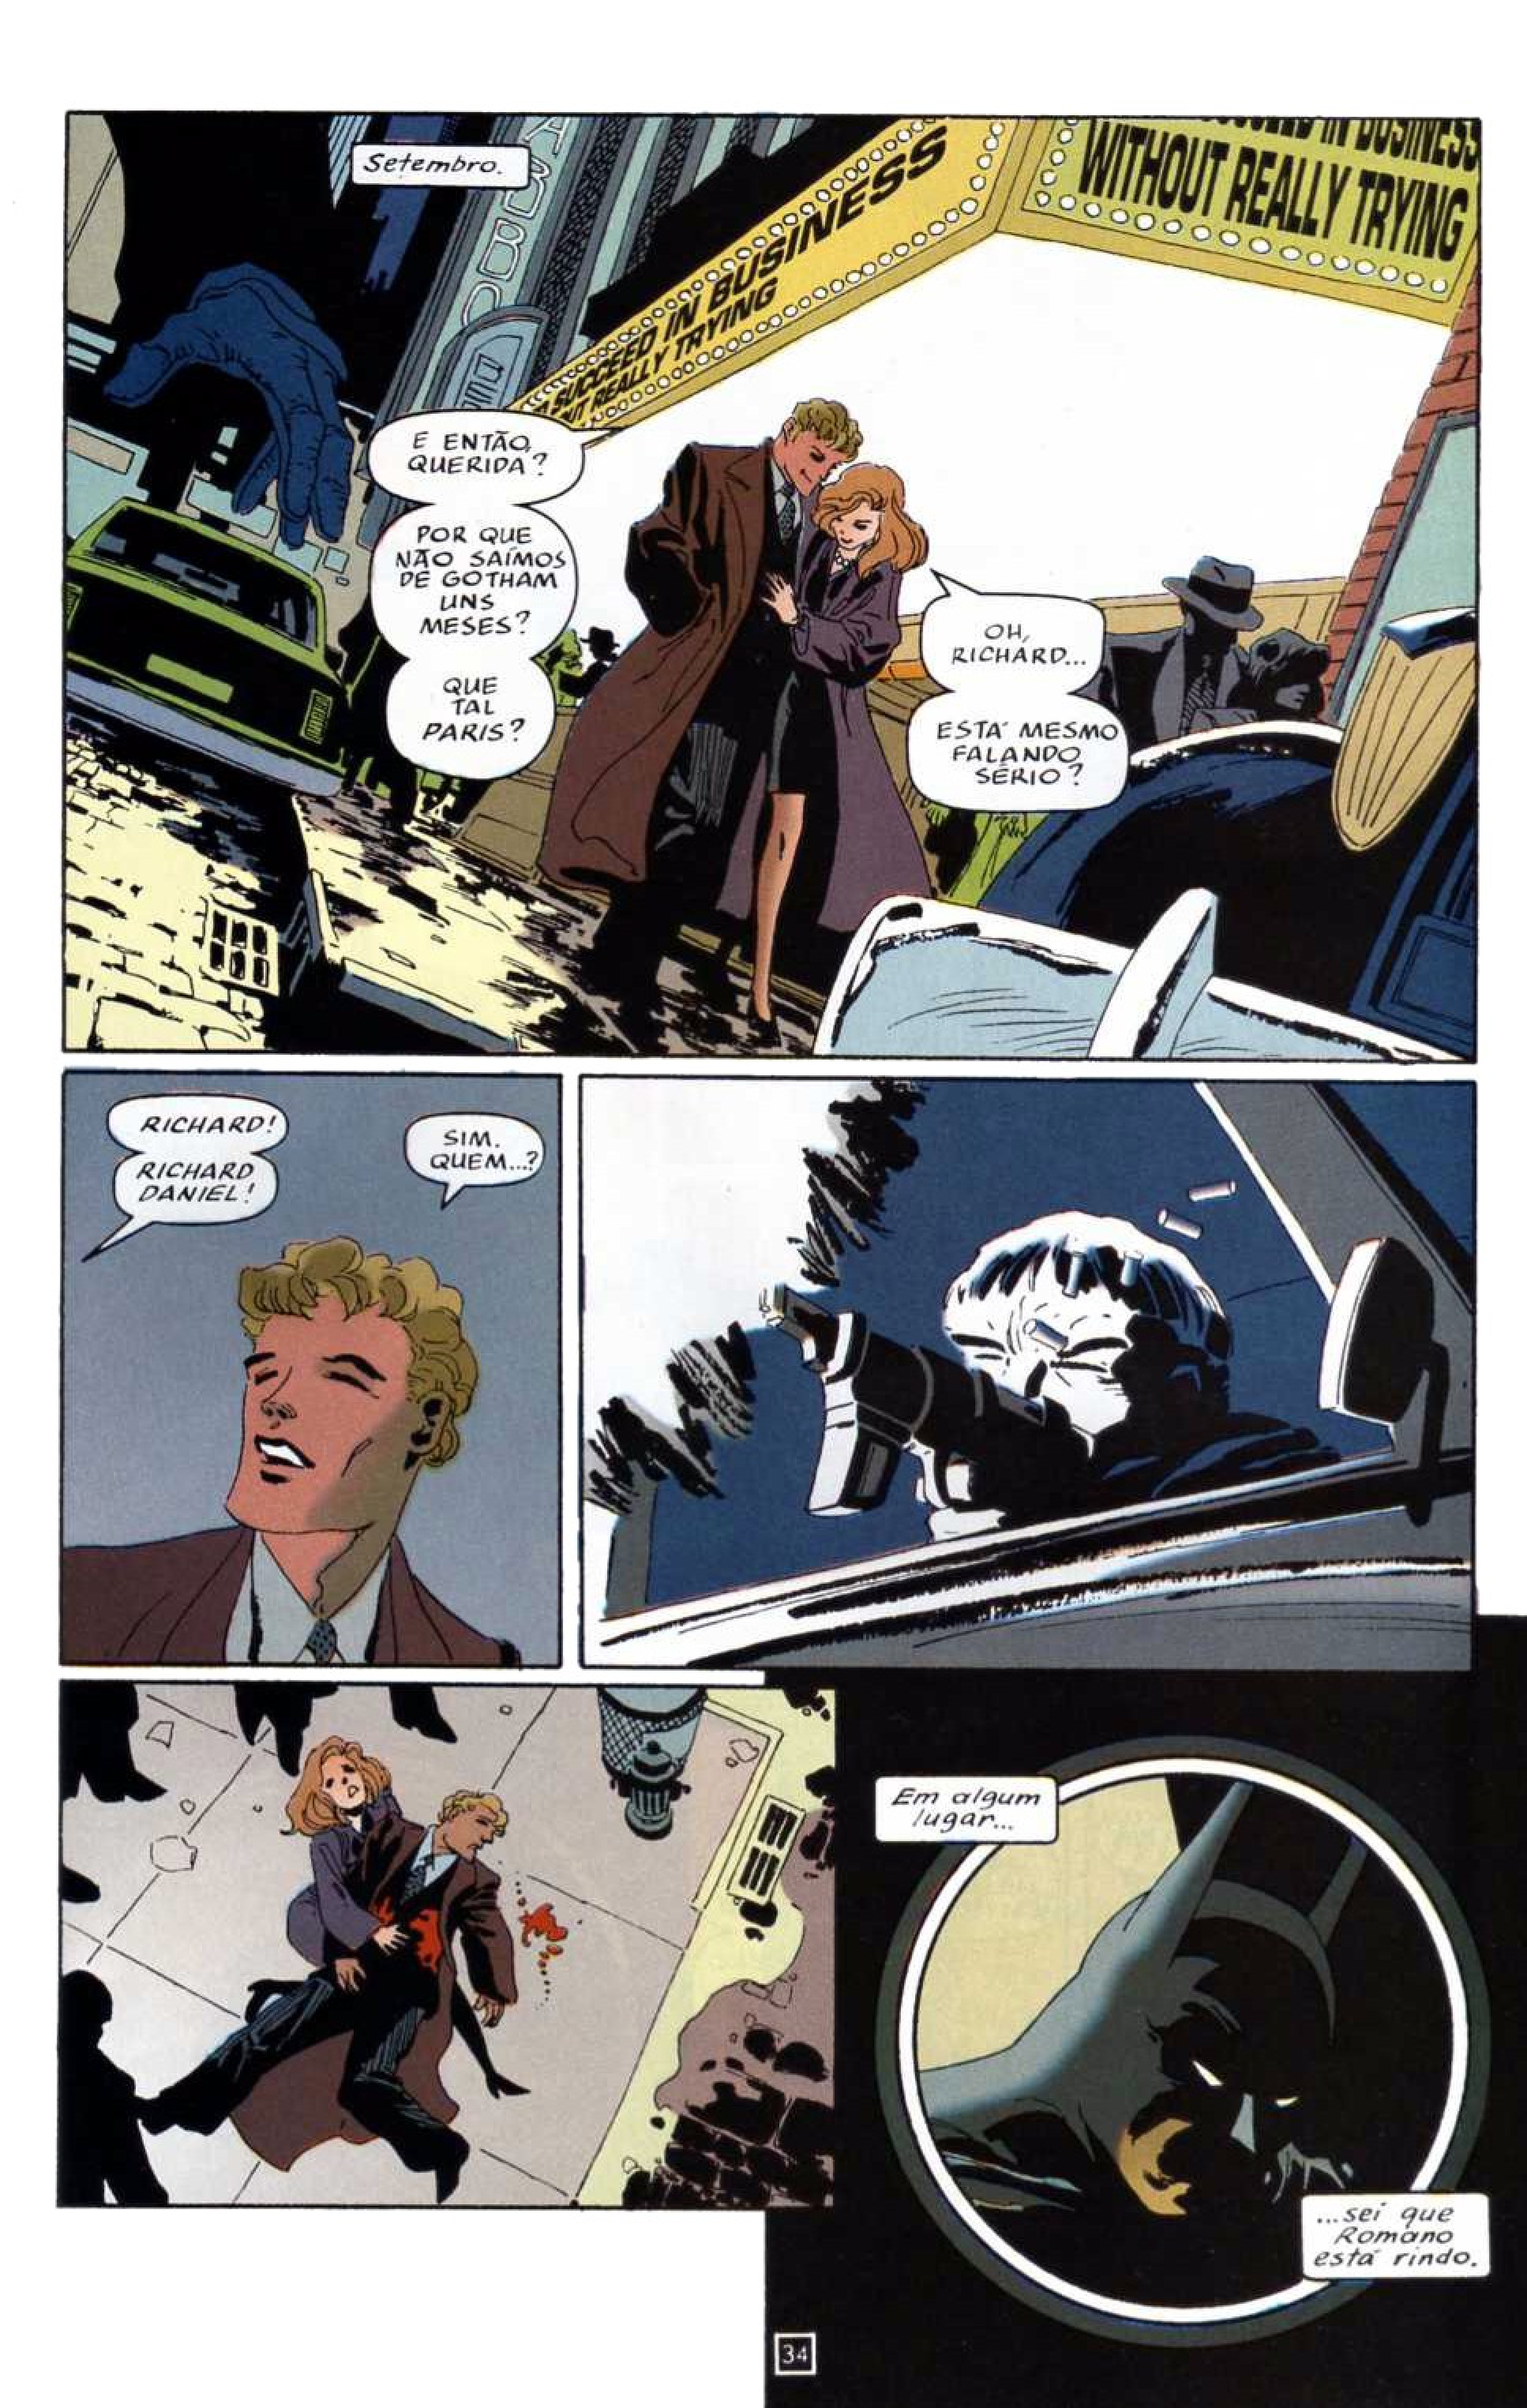 Setembro.
SUCCEED IN BUSINESS
REALLY TRYING
IN BUSINESS
WITHOUT REALLY TRYING
E ENTÃO,
QUERIDA?
POR QUE
NÃO SAÍMOS
DE GOTHAM
UNS
MESES?
QUE
TAL
PARIS?
OH,
RICHARD...
ESTÁ MESMO
FALANDO
SÉRIO?
RICHARD!
RICHARD
DANIEL!
SIM.
QUEM...?
Em algum
lugar...
...sei que
Romano
está rindo.
34